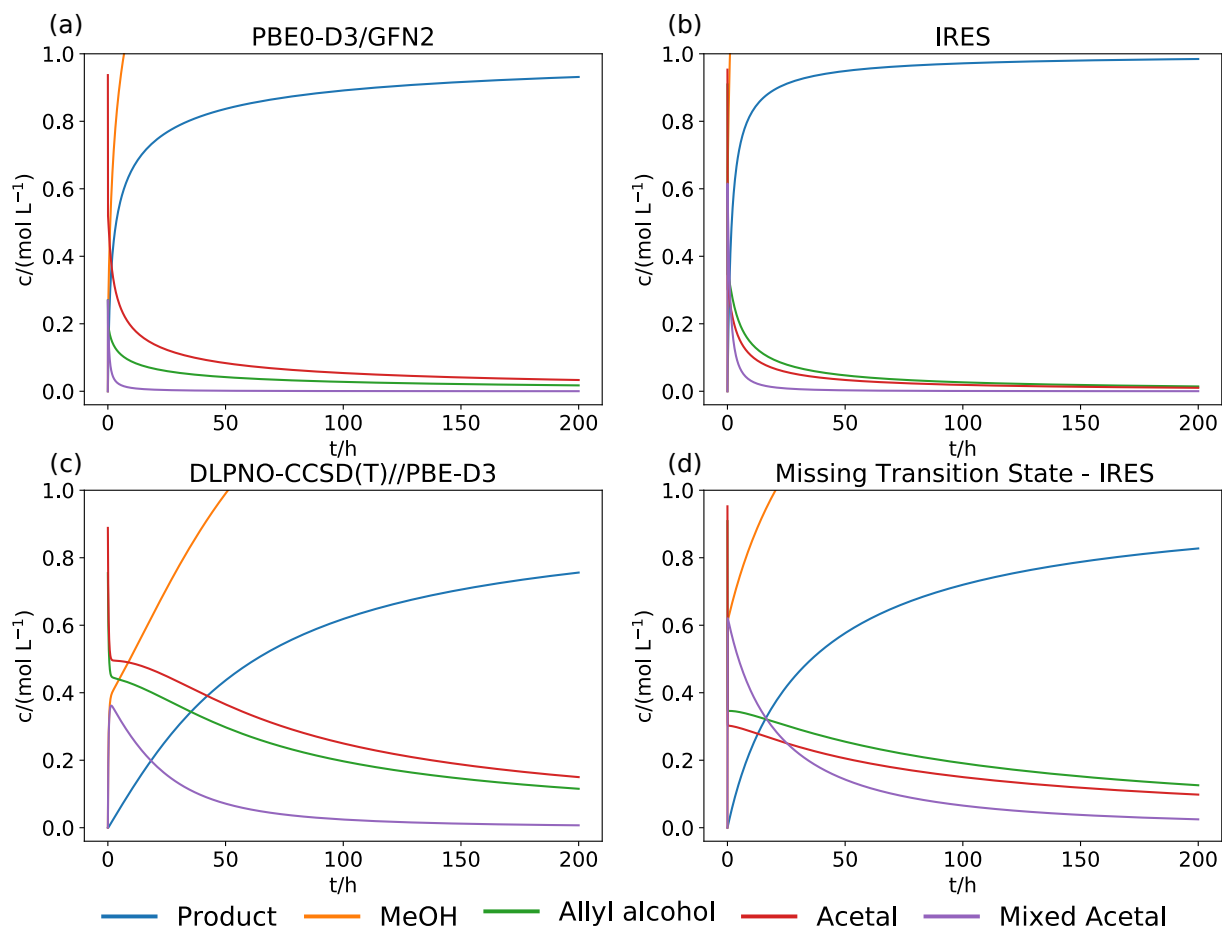 (a) PBE0-D3/GFN2
(b) IRES
1.0
0.8
0.6
0.4
0.2
0.0
c/(mol L⁻¹)
0 50 100 150 200
t/h
1.0
0.8
0.6
0.4
0.2
0.0
c/(mol L⁻¹)
0 50 100 150 200
t/h
(c) DLPNO-CCSD(T)//PBE-D3
(d) Missing Transition State - IRES
1.0
0.8
0.6
0.4
0.2
0.0
c/(mol L⁻¹)
0 50 100 150 200
t/h
1.0
0.8
0.6
0.4
0.2
0.0
c/(mol L⁻¹)
0 50 100 150 200
t/h
Product MeOH Allyl alcohol Acetal Mixed Acetal